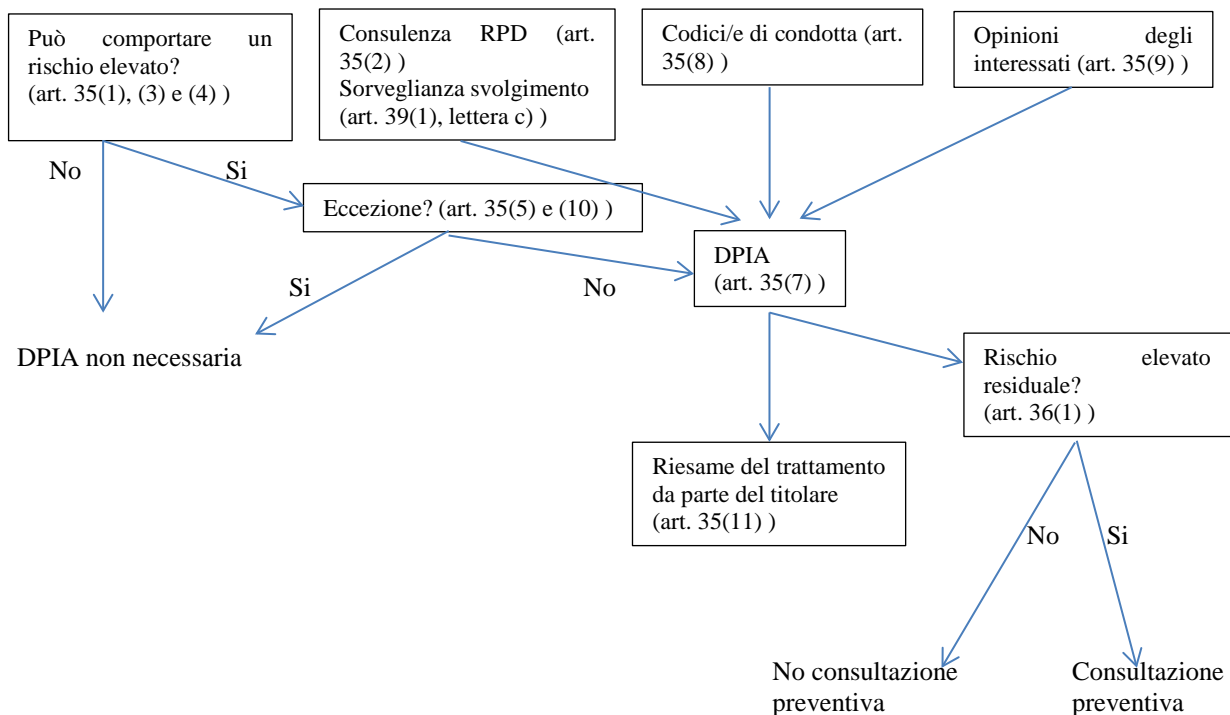 Può comportare un
rischio elevato?
(art. 35(1), (3) e (4) )
Consulenza RPD (art.
35(2) )
Sorveglianza svolgimento
(art. 39(1), lettera c) )
Codici/e di condotta (art.
35(8) )
Opinioni degli
interessati (art. 35(9) )
No
Si
Eccezione? (art. 35(5) e (10) )
DPIA
(art. 35(7) )
Si
No
DPIA non necessaria
Rischio elevato
residuale?
(art. 36(1) )
Riesame del trattamento
da parte del titolare
(art. 35(11) )
No
Si
No consultazione
preventiva
Consultazione
preventiva